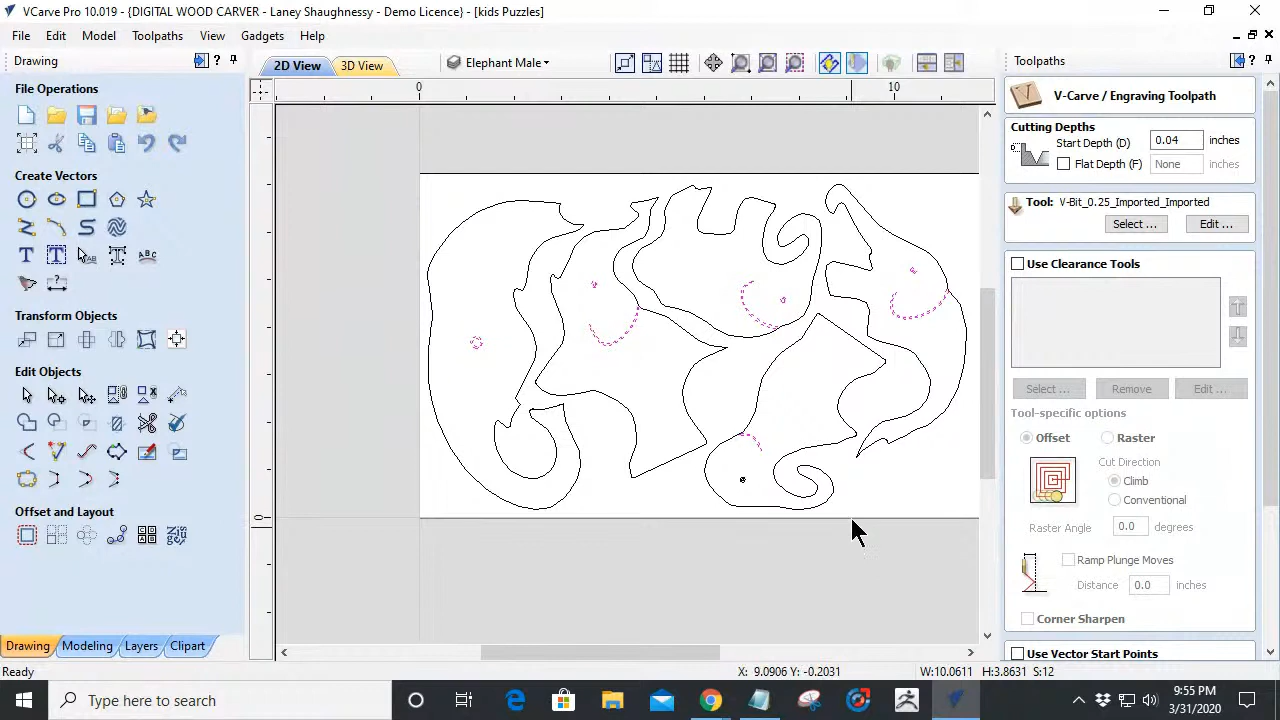 VCarve Pro 10.019 - {DIGITAL WOOD CARVER - Laney Shaughnessy - Demo Licence} - [kids Puzzles]
File Edit Model Toolpaths View Gadgets Help
Drawing
2D View
3D View
Elephant Male
Toolpaths
0
10
File Operations
Create Vectors
Transform Objects
Edit Objects
Offset and Layout
0
V-Carve / Engraving Toolpath
Cutting Depths
Start Depth (D) 0.04 inches
Flat Depth (F) None inches
Tool: V-Bit_0.25_Imported_Imported
Select ... Edit ...
Use Clearance Tools
Select ... Remove Edit ...
Tool-specific options
Offset Raster
Cut Direction
Climb
Conventional
Raster Angle 0.0 degrees
Ramp Plunge Moves
Distance 0.0 inches
Corner Sharpen
Use Vector Start Points
Drawing Modeling Layers Clipart
Ready
X: 9.0906 Y: -0.2031
W:10.0611 H:3.8631 S:12
Type here to search
9:55 PM
3/31/2020